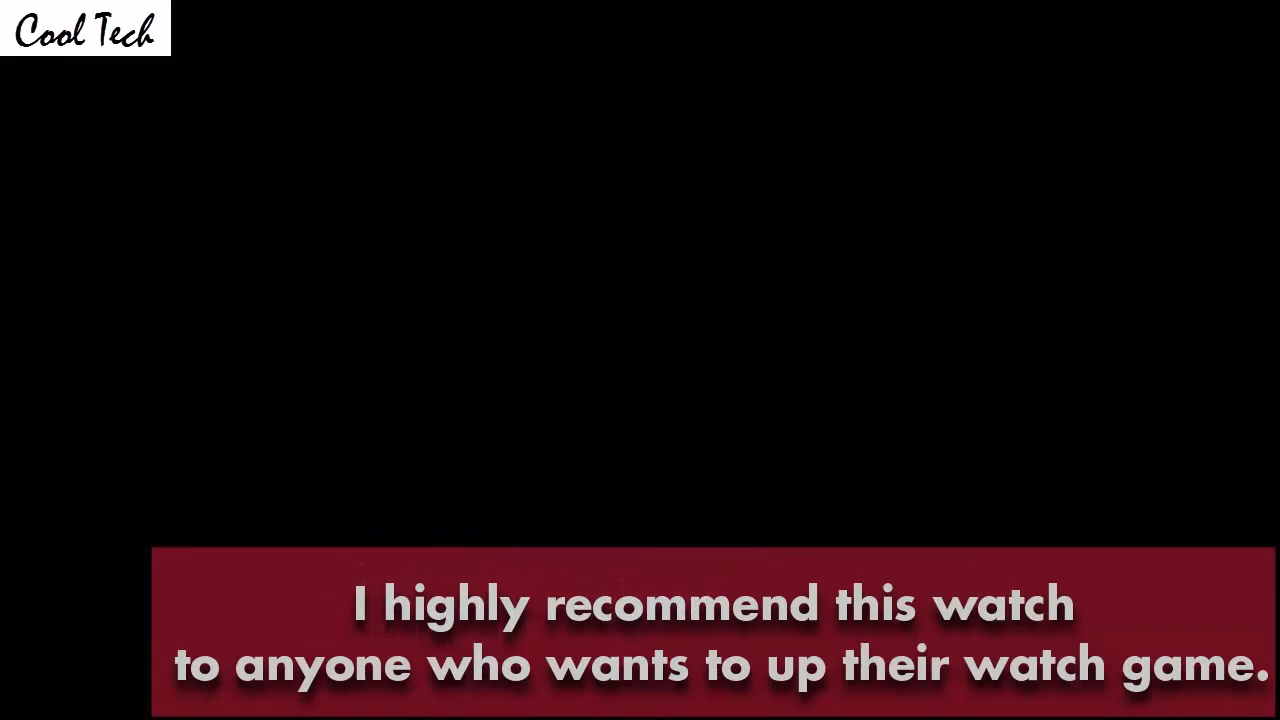 Cool Tech
I highly recommend this watch
to anyone who wants to up their watch game.